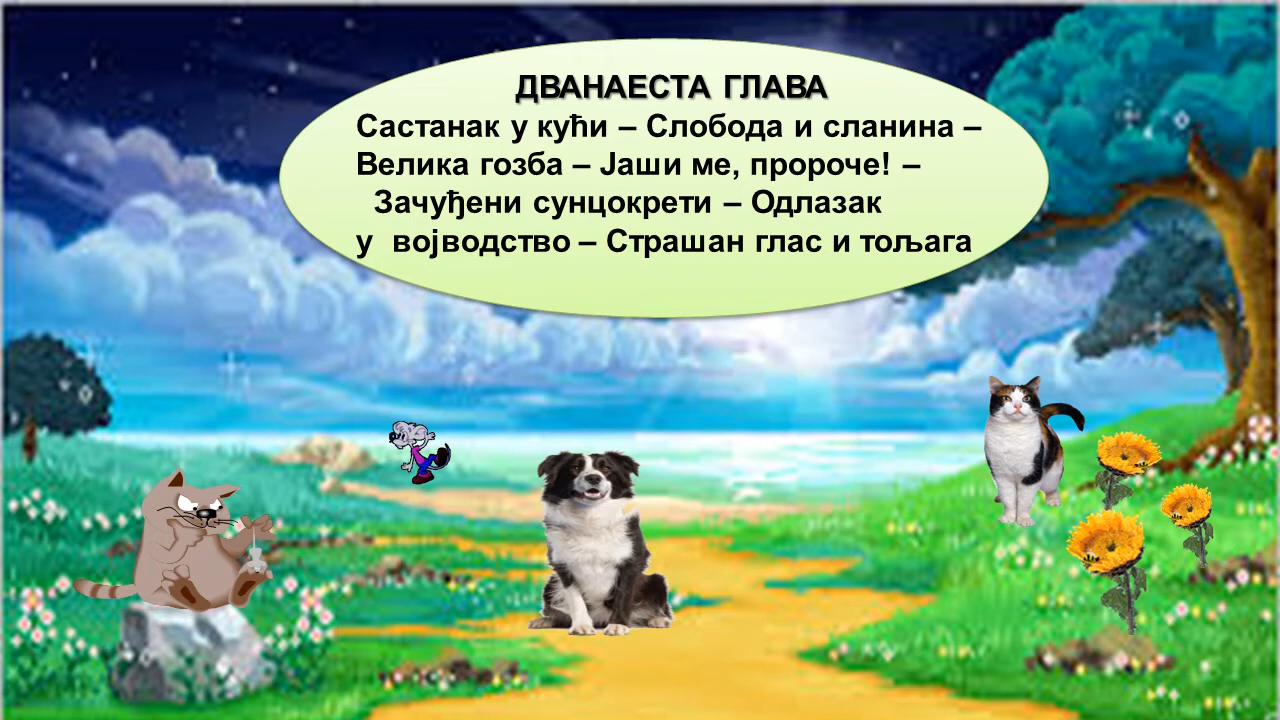 ДВАНАЕСТА ГЛАВА
Састанак у кући – Слобода и сланина –
Велика гозба – Јаши ме, пророче! –
Зачуђени сунцокрети – Одлазак
у војводство – Страшан глас и тољага